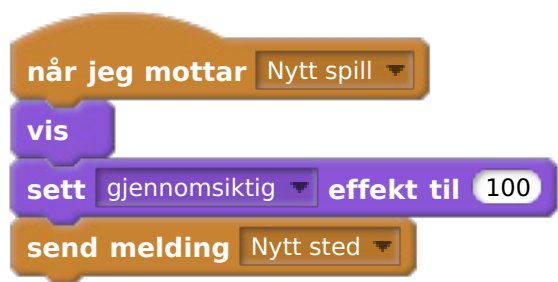 når jeg mottar Nytt spill
vis
sett gjennomsiktig effekt til 100
send melding Nytt sted